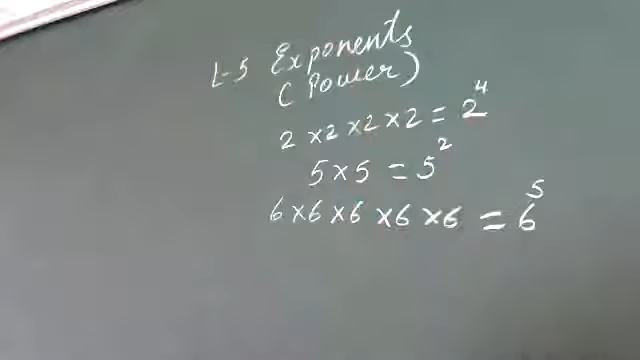 L-5 Exponents
(Power)
2 × 2 × 2 × 2 = 2⁴
5 × 5 = 5²
6 × 6 × 6 × 6 × 6 = 6⁵